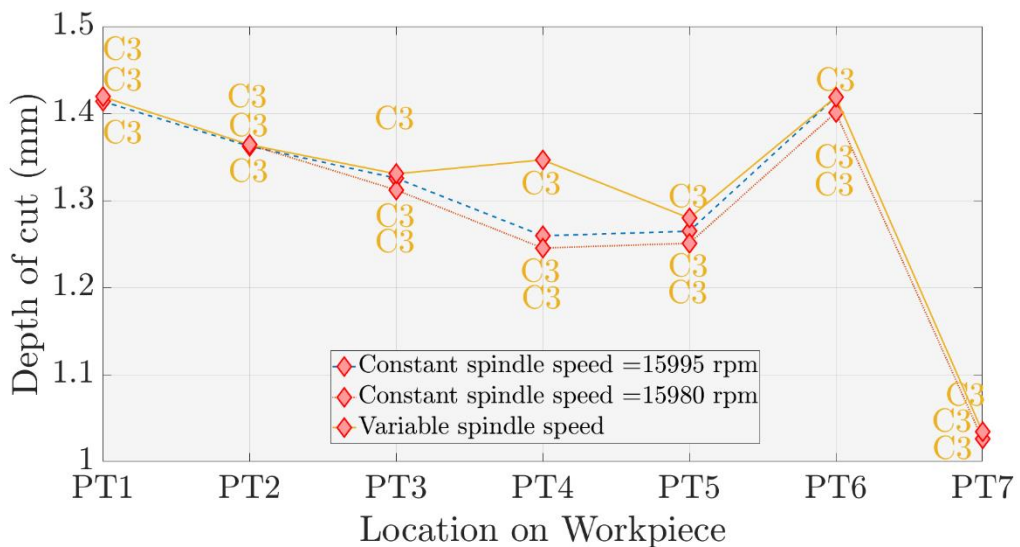 1.5
C3
C3
C3
C3
C3
1.4
C3
C3
C3
C3
C3
C3
C3
C3
1.3
C3
C3
C3
C3
C3
C3
1.2
Depth of cut (mm)
Constant spindle speed =15995 rpm
1.1
C3
Constant spindle speed =15980 rpm
C3
Variable spindle speed
C3
1
PT1 PT2 PT3 PT4 PT5 PT6 PT7
Location on Workpiece